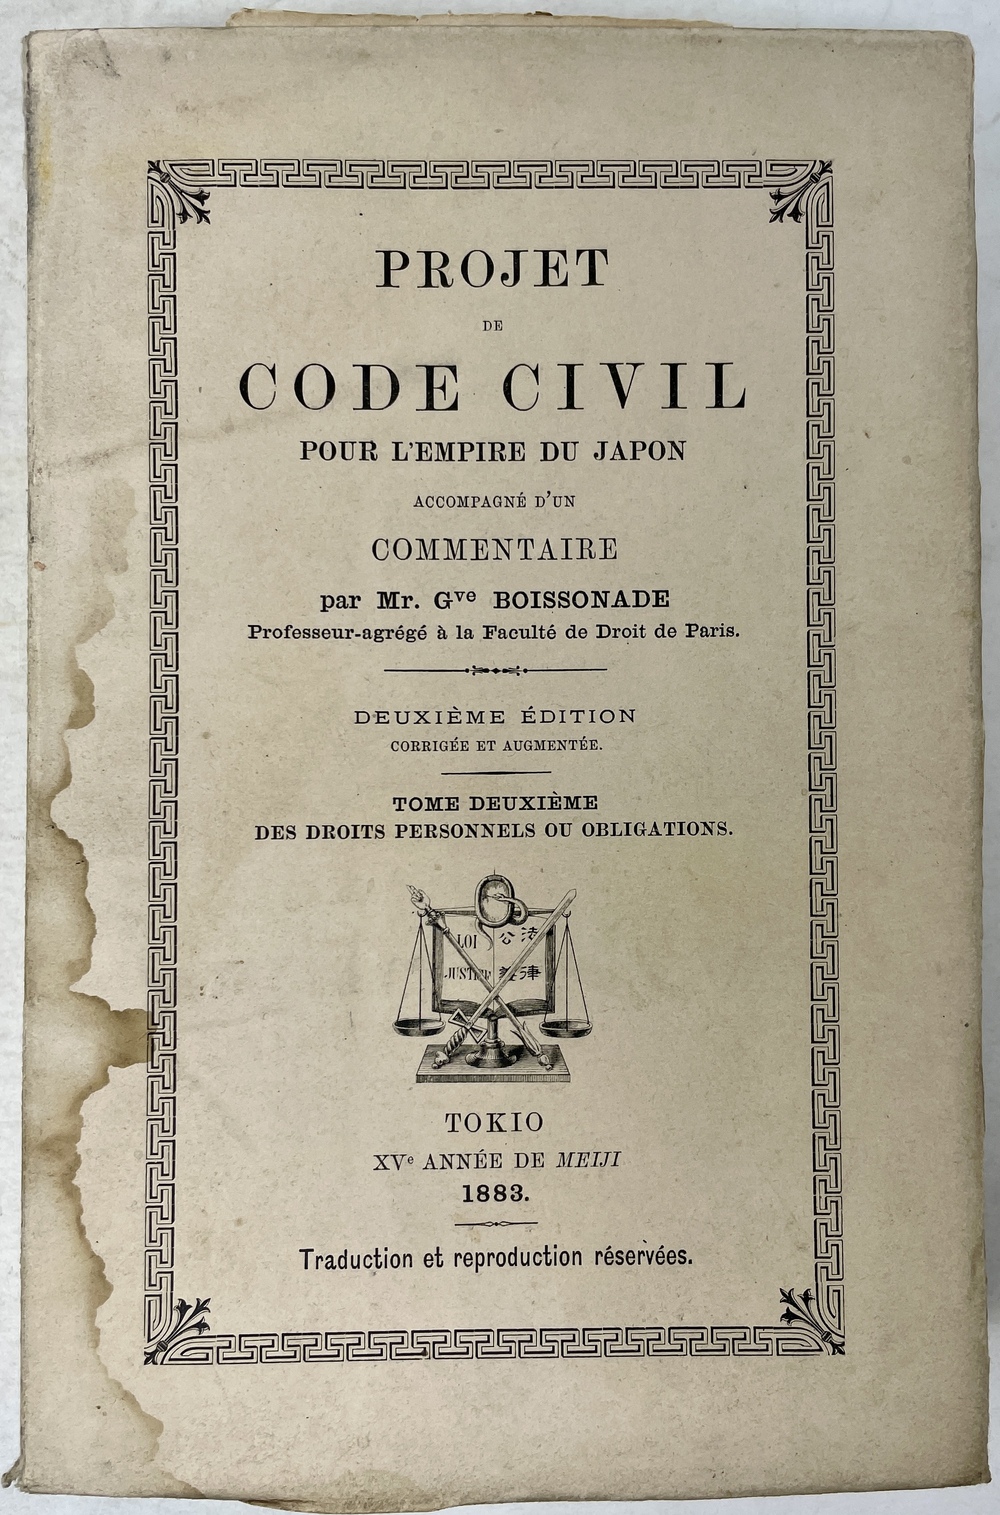 PROJET
DE
CODE CIVIL
POUR L'EMPIRE DU JAPON
ACCOMPAGNÉ D'UN
COMMENTAIRE
par Mr. Gve BOISSONADE
Professeur-agrégé à la Faculté de Droit de Paris.
DEUXIÈME ÉDITION
CORRIGÉE ET AUGMENTÉE.
TOME DEUXIÈME
DES DROITS PERSONNELS OU OBLIGATIONS.
LOI
JUSTICE
法律
公
TOKIO
XVe ANNÉE DE MEIJI
1883.
Traduction et reproduction réservées.